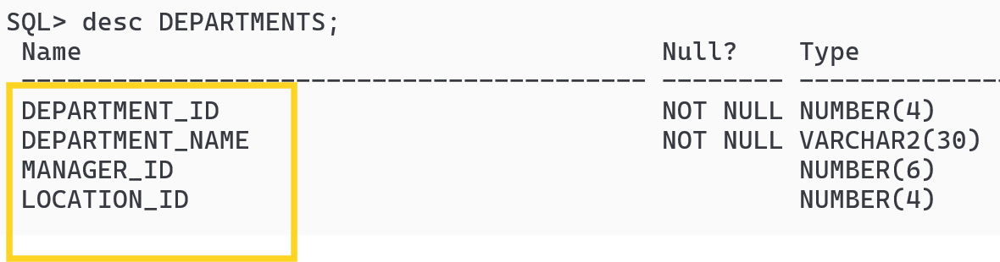 SQL> desc DEPARTMENTS;
Name Null? Type
----------------------------------------- -------- -------------
DEPARTMENT_ID NOT NULL NUMBER(4)
DEPARTMENT_NAME NOT NULL VARCHAR2(30)
MANAGER_ID NUMBER(6)
LOCATION_ID NUMBER(4)